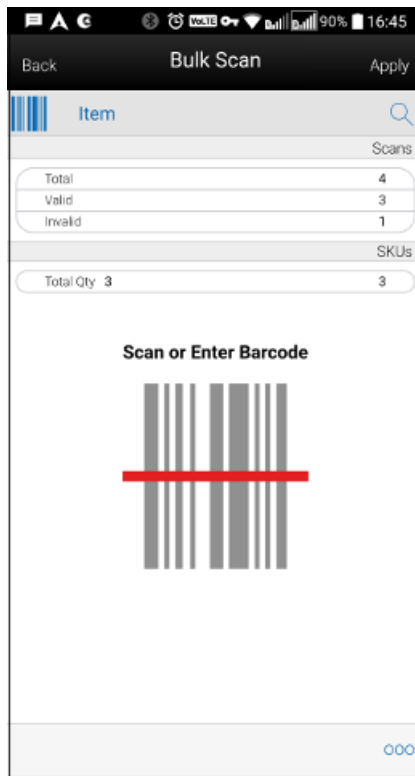 VoLTE 90% 16:45
Back Bulk Scan Apply
Item
Scans
Total 4
Valid 3
Invalid 1
SKUs
Total Qty 3 3
Scan or Enter Barcode